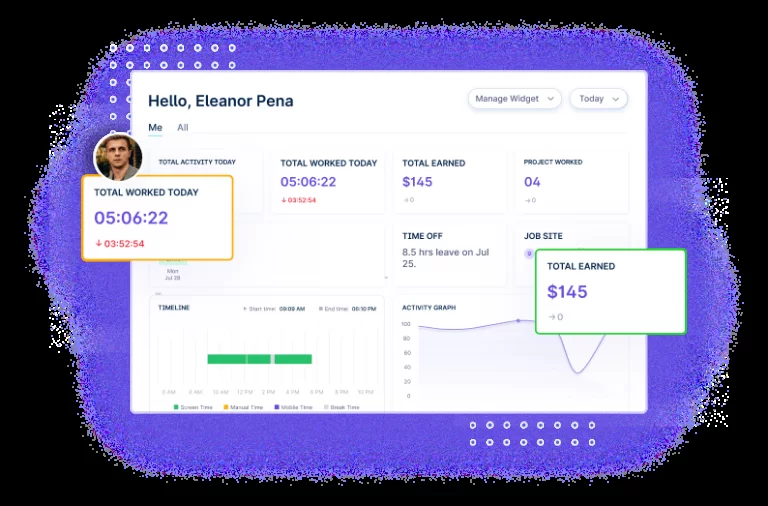 Hello, Eleanor Pena
Manage Widget
Today
Me
All
TOTAL ACTIVITY TODAY
TOTAL WORKED TODAY
05:06:22
↓ 03:52:54
TOTAL EARNED
$145
→ 0
PROJECT WORKED
04
→ 0
TOTAL WORKED TODAY
05:06:22
↓ 03:52:54
Mon
Jul 28
TIME OFF
8.5 hrs leave on Jul
25.
JOB SITE
9
TOTAL EARNED
$145
→ 0
TIMELINE
Start time: 08:09 AM
End time: 06:10 PM
6 AM 8 AM 10 AM 12 PM 2 PM 4 PM 6 PM 8 PM 10 PM
Screen Time
Manual Time
Mobile Time
Break Time
ACTIVITY GRAPH
100
80
60
40
20
0